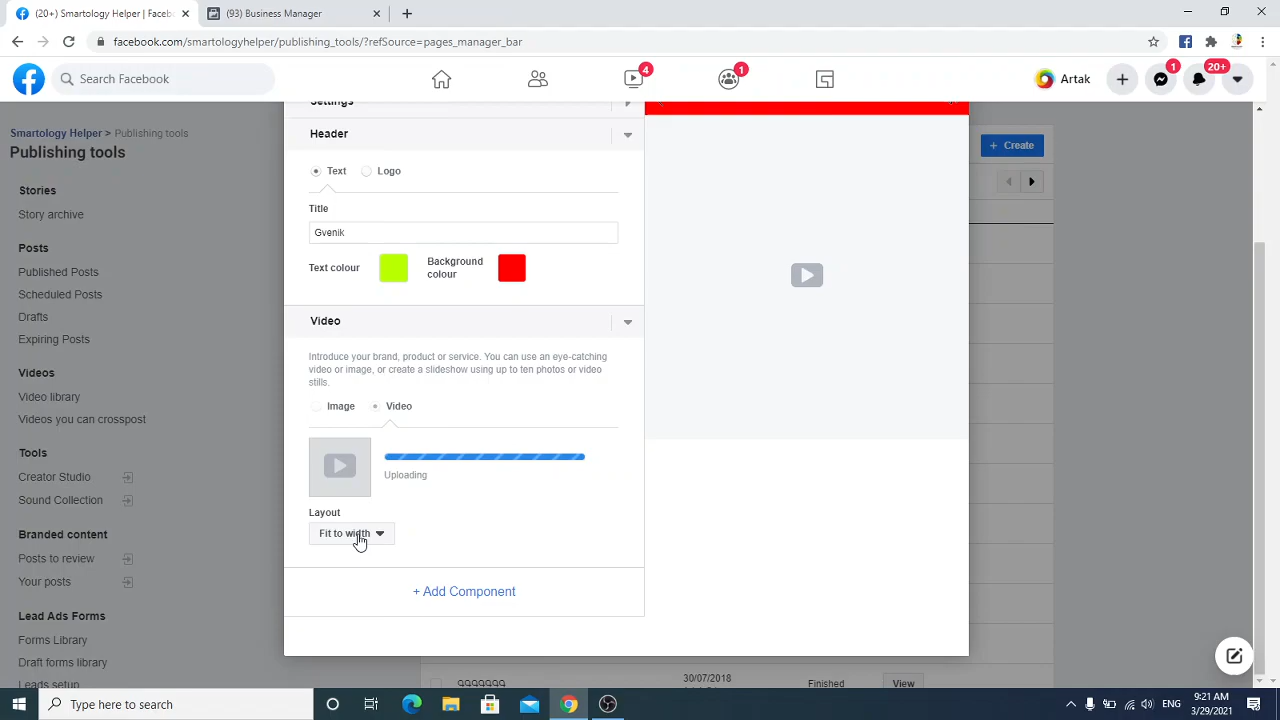 (20+) Smartology Helper | Faceb
(93) Business Manager
facebook.com/smartologyhelper/publishing_tools/?refSource=pages_manager_bar
Search Facebook
4
1
Artak
1
20+
Smartology Helper > Publishing tools
Publishing tools
Stories
Story archive
Posts
Published Posts
Scheduled Posts
Drafts
Expiring Posts
Videos
Video library
Videos you can crosspost
Tools
Creator Studio
Sound Collection
Branded content
Posts to review
Your posts
Lead Ads Forms
Forms Library
Draft forms library
Leads setup
Settings
Header
Text
Logo
Title
Gvenik
Text colour
Background
colour
Video
Introduce your brand, product or service. You can use an eye-catching
video or image, or create a slideshow using up to ten photos or video
stills.
Image
Video
Uploading
Layout
Fit to width
+ Add Component
+ Create
9999999
30/07/2018
Finished
View
Type here to search
ENG
9:21 AM
3/29/2021